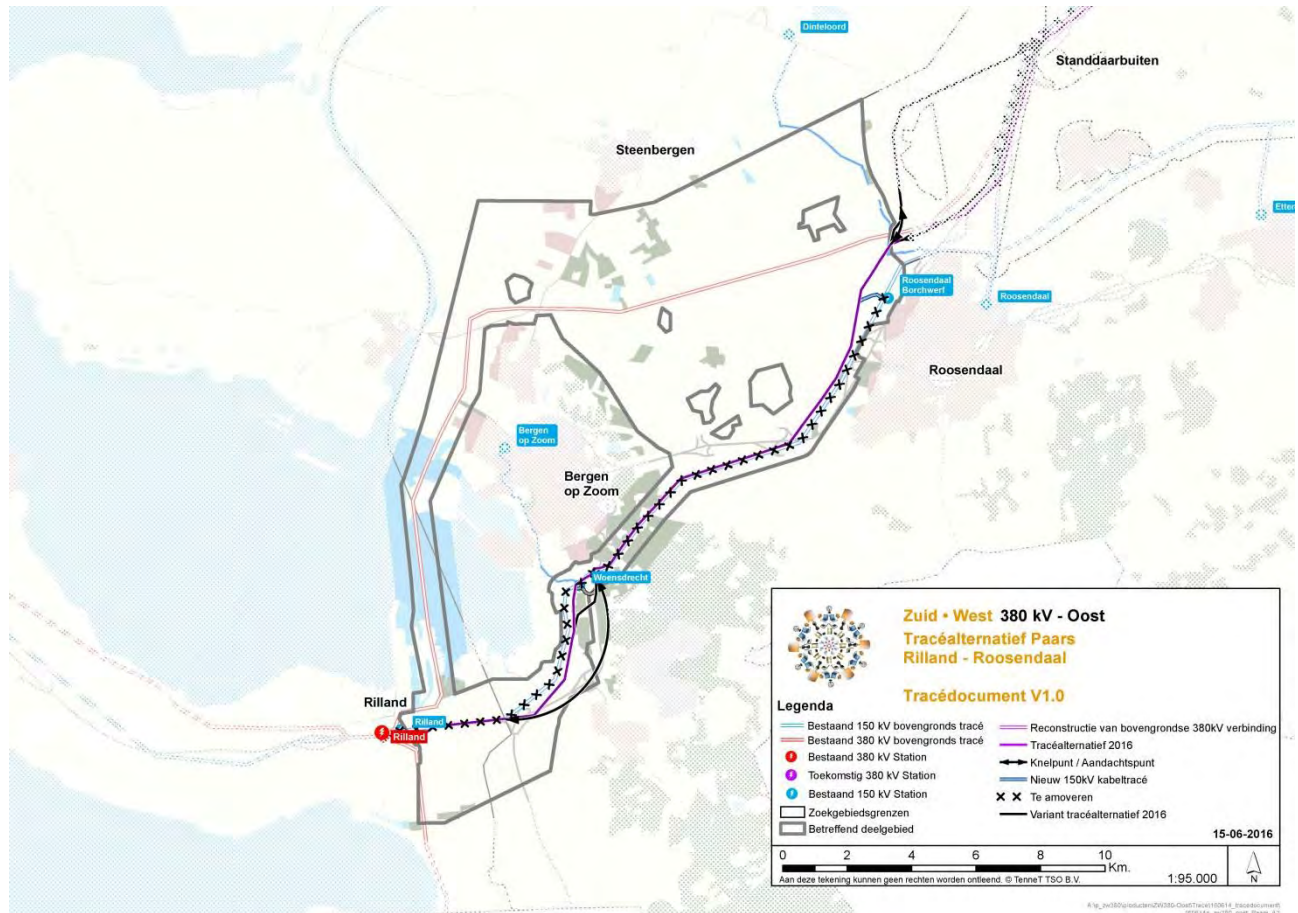 Dinteloord
Standdaarbuiten
Steenbergen
Etten
Roosendaal
Borchwerf
Roosendaal
Roosendaal
Bergen
op Zoom
Bergen
op Zoom
Woensdrecht
Rilland
Rilland
Rilland
Zuid • West 380 kV - Oost
Tracéalternatief Paars
Rilland - Roosendaal
Tracédocument V1.0
Legenda
Bestaand 150 kV bovengronds tracé
Bestaand 380 kV bovengronds tracé
Bestaand 380 kV Station
Toekomstig 380 kV Station
Bestaand 150 kV Station
Zoekgebiedsgrenzen
Betreffend deelgebied
Reconstructie van bovengrondse 380kV verbinding
Tracéalternatief 2016
Knelpunt / Aandachtspunt
Nieuw 150kV kabeltracé
Te amoveren
Variant tracéalternatief 2016
15-06-2016
0 2 4 6 8 10
Km.
Aan deze tekening kunnen geen rechten worden ontleend. © TenneT TSO B.V.
1:95.000
N